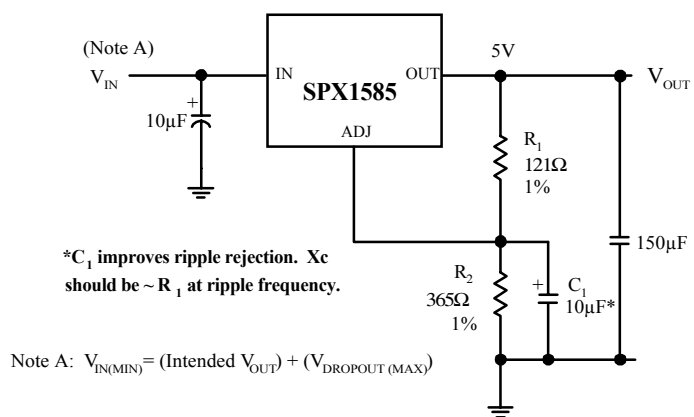 (Note A)
V_IN
IN
OUT
SPX1585
ADJ
5V
V_OUT
+
10µF
R_1
121Ω
1%
150µF
*C_1 improves ripple rejection. Xc
should be ~ R_1 at ripple frequency.
R_2
365Ω
1%
+
C_1
10µF*
Note A: V_IN(MIN)= (Intended V_OUT) + (V_DROPOUT (MAX))